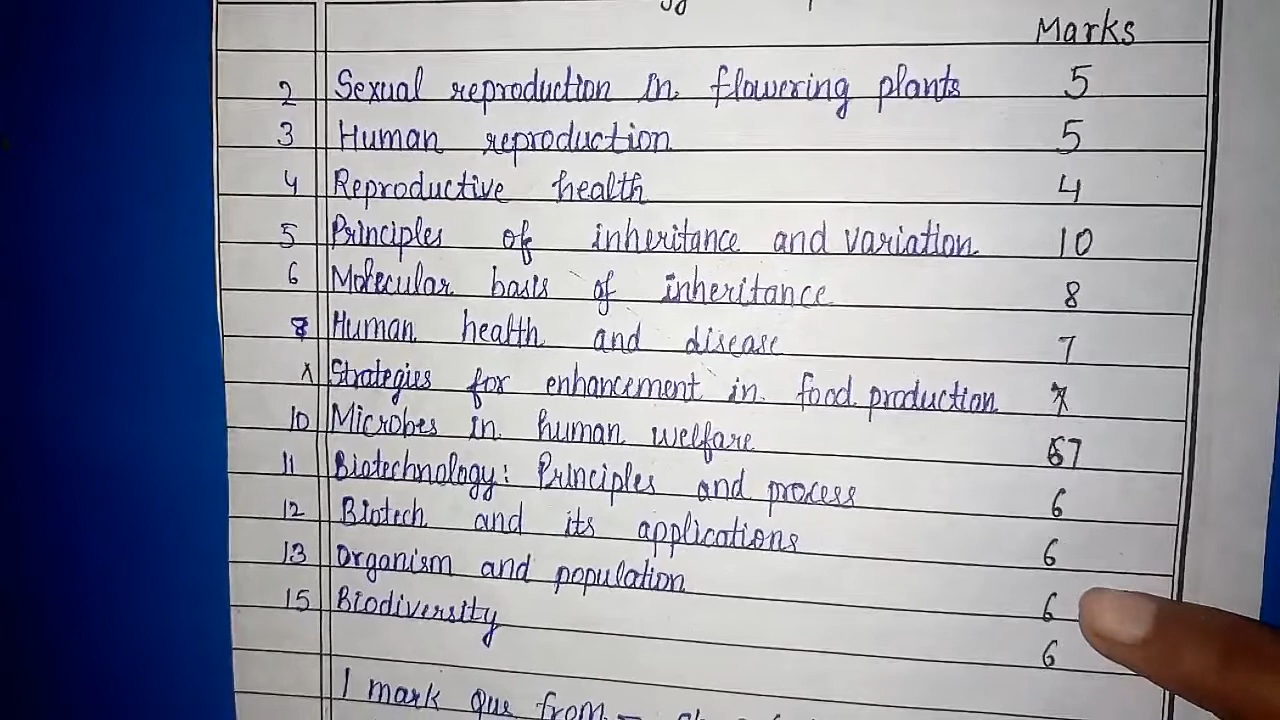 Marks
2 Sexual reproduction in flowering plants 5
3 Human reproduction 5
4 Reproductive health 4
5 Principles of inheritance and variation 10
6 Molecular basis of inheritance 8
8 Human health and disease 7
x Strategies for enhancement in food production x
10 Microbes in human welfare 7
11 Biotechnology: Principles and process 6
12 Biotech and its applications 6
13 Organism and population 6
15 Biodiversity 6
1 mark que from –